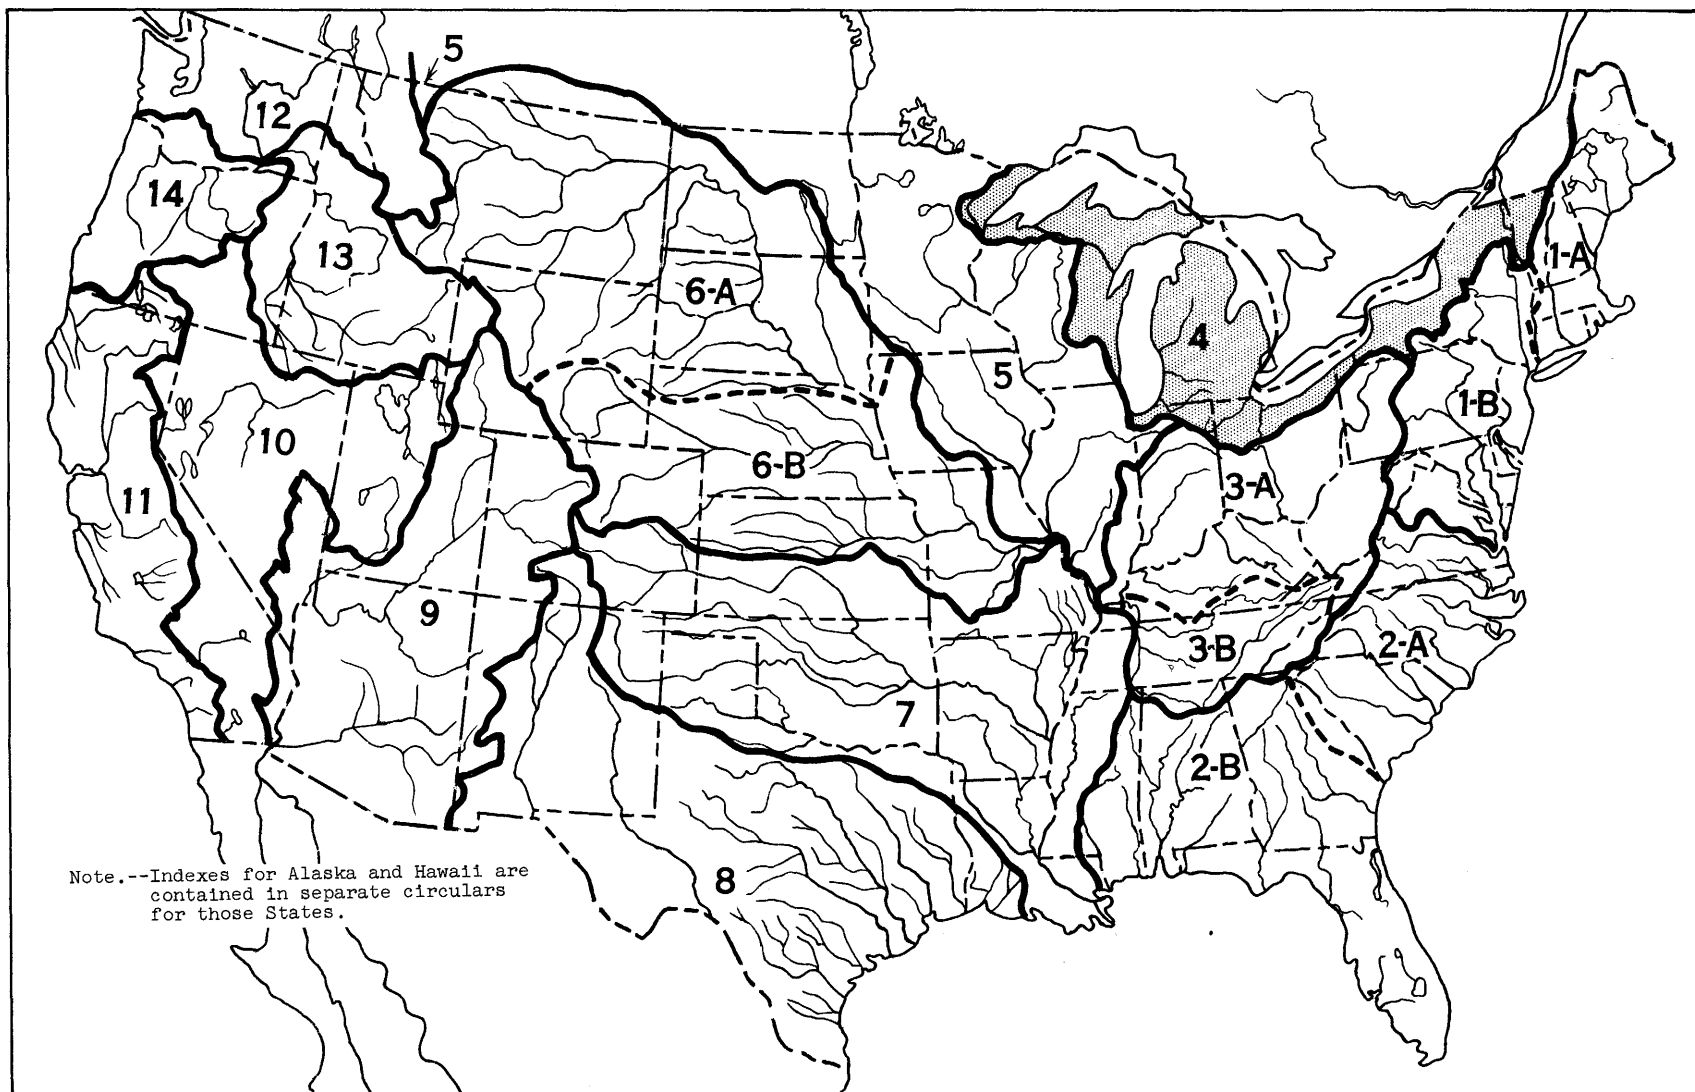 5
12
14
13
1-A
6-A
4
5
1-B
10
6-B
3-A
11
9
3-B
2-A
7
2-B
8
Note.--Indexes for Alaska and Hawaii are
contained in separate circulars
for those States.